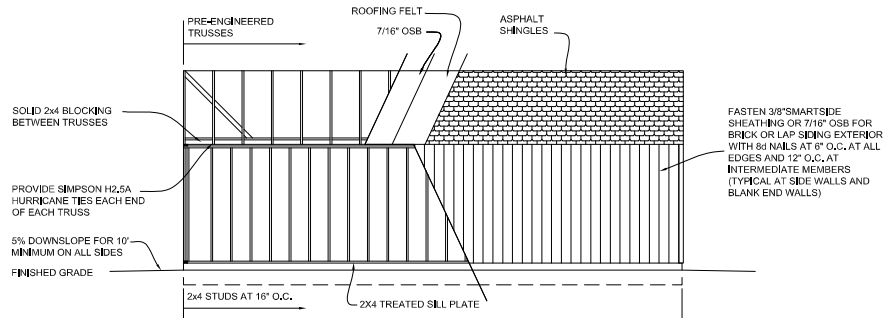 PRE-ENGINEERED
TRUSSES
ROOFING FELT
7/16" OSB
ASPHALT
SHINGLES
SOLID 2x4 BLOCKING
BETWEEN TRUSSES
FASTEN 3/8"SMARTSIDE
SHEATHING OR 7/16" OSB FOR
BRICK OR LAP SIDING EXTERIOR
WITH 8d NAILS AT 6" O.C. AT ALL
EDGES AND 12" O.C. AT
INTERMEDIATE MEMBERS
(TYPICAL AT SIDE WALLS AND
BLANK END WALLS)
PROVIDE SIMPSON H2.5A
HURRICANE TIES EACH END
OF EACH TRUSS
5% DOWNSLOPE FOR 10'
MINIMUM ON ALL SIDES
FINISHED GRADE
2x4 STUDS AT 16" O.C.
2X4 TREATED SILL PLATE